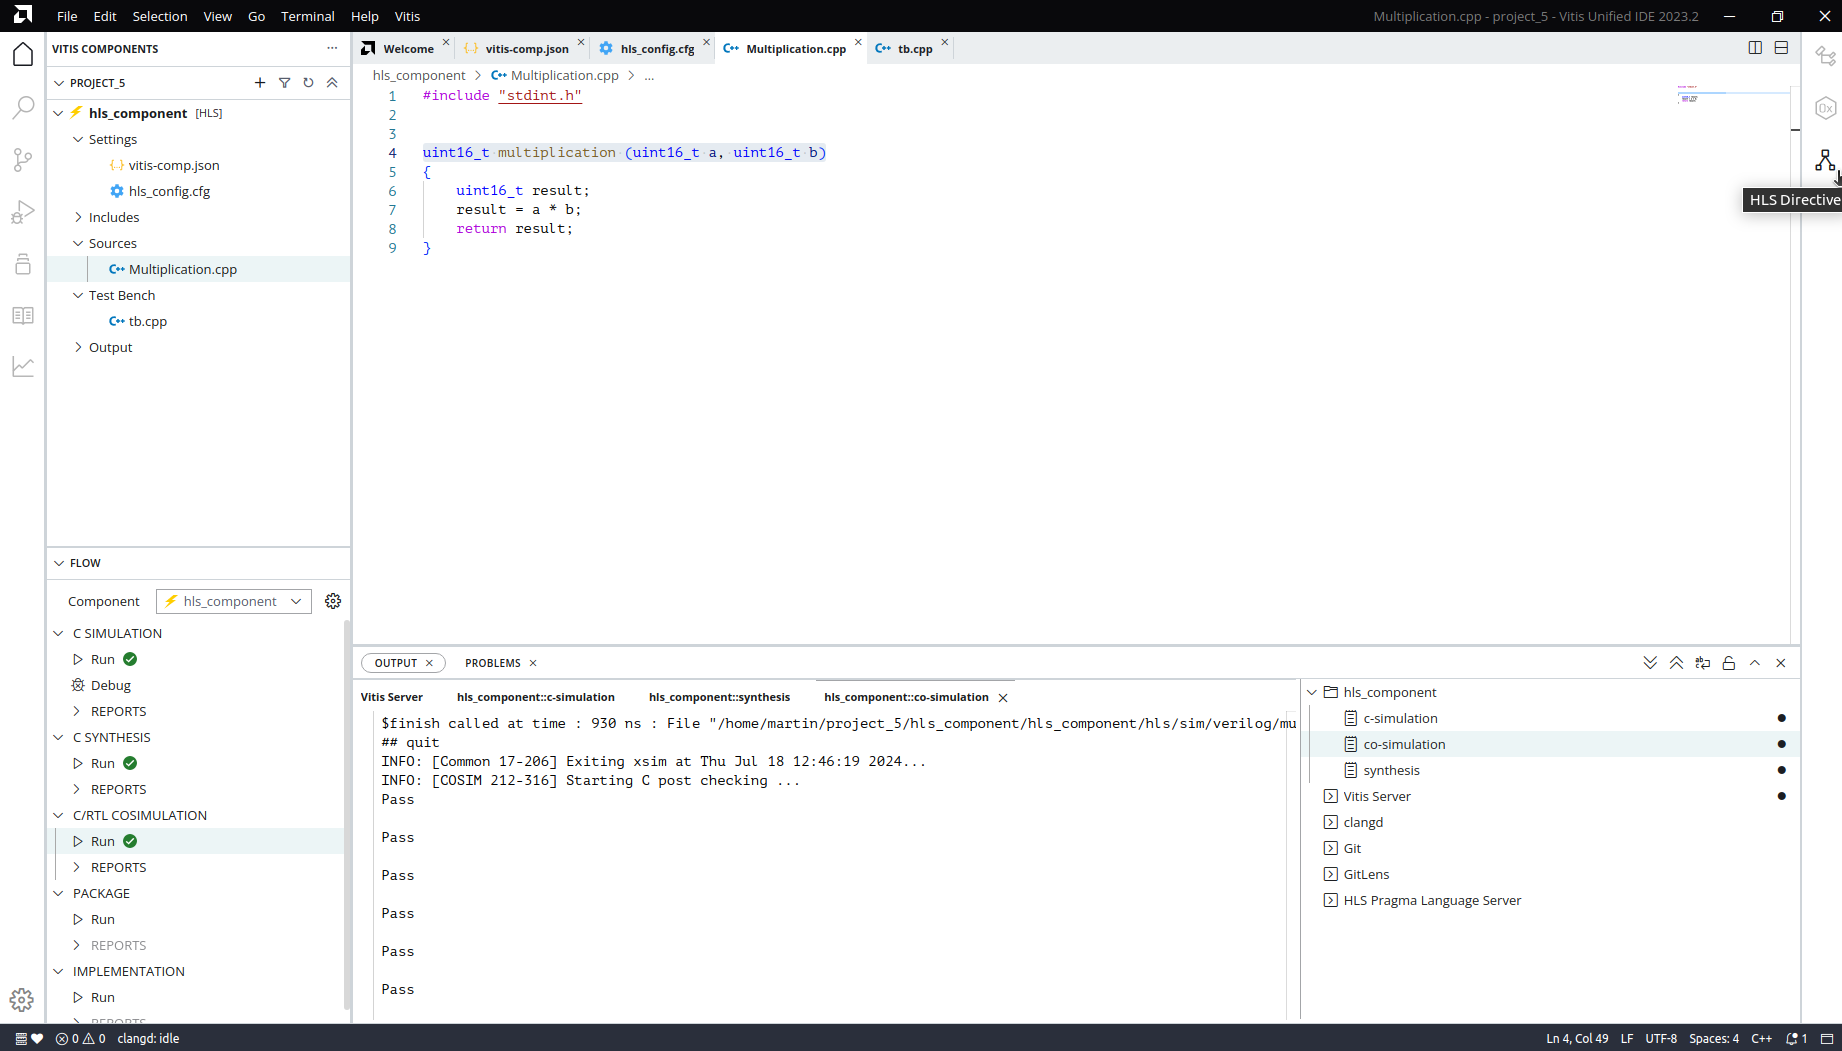 File Edit Selection View Go Terminal Help Vitis
Multiplication.cpp - project_5 - Vitis Unified IDE 2023.2
VITIS COMPONENTS
PROJECT_5
hls_component [HLS]
Settings
{..} vitis-comp.json
hls_config.cfg
Includes
Sources
C++ Multiplication.cpp
Test Bench
C++ tb.cpp
Output
FLOW
Component hls_component
C SIMULATION
Run
Debug
REPORTS
C SYNTHESIS
Run
REPORTS
C/RTL COSIMULATION
Run
REPORTS
PACKAGE
Run
REPORTS
IMPLEMENTATION
Run
REPORTS
Welcome {..} vitis-comp.json hls_config.cfg C++ Multiplication.cpp C++ tb.cpp
hls_component > C++ Multiplication.cpp > ...
1 #include "stdint.h"
2
3
4 uint16_t multiplication (uint16_t a, uint16_t b)
5 {
6 uint16_t result;
7 result = a * b;
8 return result;
9 }
0x
HLS Directive
OUTPUT PROBLEMS
Vitis Server hls_component::c-simulation hls_component::synthesis hls_component::co-simulation
$finish called at time : 930 ns : File "/home/martin/project_5/hls_component/hls_component/hls/sim/verilog/mu
## quit
INFO: [Common 17-206] Exiting xsim at Thu Jul 18 12:46:19 2024...
INFO: [COSIM 212-316] Starting C post checking ...
Pass
Pass
Pass
Pass
Pass
Pass
hls_component
c-simulation
co-simulation
synthesis
Vitis Server
clangd
Git
GitLens
HLS Pragma Language Server
0 0 clangd: idle
Ln 4, Col 49 LF UTF-8 Spaces: 4 C++ 1